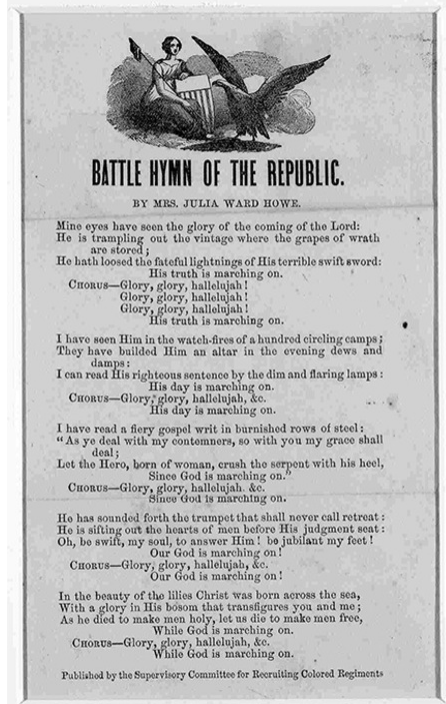 BATTLE HYMN OF THE REPUBLIC.
BY MRS. JULIA WARD HOWE.
Mine eyes have seen the glory of the coming of the Lord:
He is trampling out the vintage where the grapes of wrath
are stored;
He hath loosed the fateful lightnings of His terrible swift sword:
His truth is marching on.
CHORUS—Glory, glory, hallelujah!
Glory, glory, hallelujah!
Glory, glory, hallelujah!
His truth is marching on.
I have seen Him in the watch-fires of a hundred circling camps;
They have builded Him an altar in the evening dews and
damps:
I can read His righteous sentence by the dim and flaring lamps:
His day is marching on.
CHORUS—Glory, glory, hallelujah, &c.
His day is marching on.
I have read a fiery gospel writ in burnished rows of steel:
"As ye deal with my contemners, so with you my grace shall
deal;
Let the Hero, born of woman, crush the serpent with his heel,
Since God is marching on."
CHORUS—Glory, glory, hallelujah. &c.
Since God is marching on.
He has sounded forth the trumpet that shall never call retreat:
He is sifting out the hearts of men before His judgment seat:
Oh, be swift, my soul, to answer Him! be jubilant my feet!
Our God is marching on!
CHORUS—Glory, glory, hallelujah, &c.
Our God is marching on!
In the beauty of the lilies Christ was born across the sea,
With a glory in His bosom that transfigures you and me;
As he died to make men holy, let us die to make men free,
While God is marching on.
CHORUS—Glory, glory, hallelujah, &c.
While God is marching on.
Published by the Supervisory Committee for Recruiting Colored Regiments